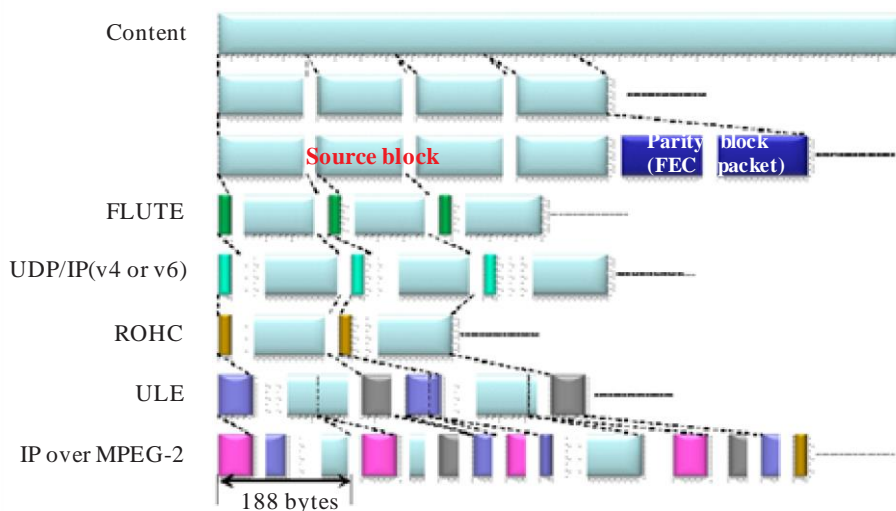 Content
Source block
Parity block
(FEC packet)
FLUTE
UDP/IP(v4 or v6)
ROHC
ULE
IP over MPEG-2
188 bytes